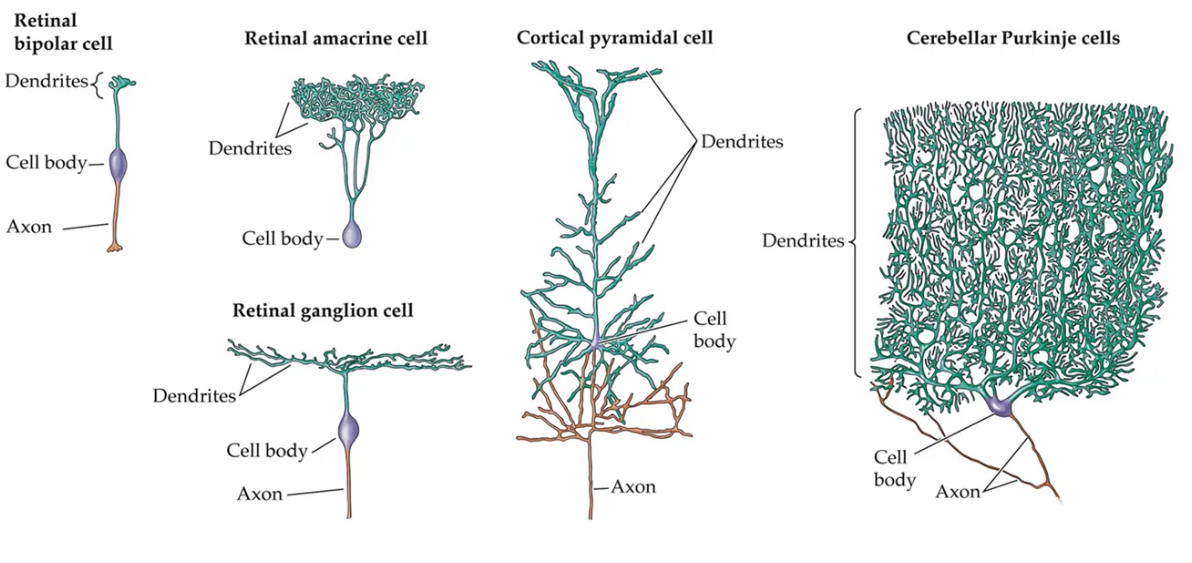 Retinal
bipolar cell
Dendrites
Cell body
Axon
Retinal amacrine cell
Dendrites
Cell body
Retinal ganglion cell
Dendrites
Cell body
Axon
Cortical pyramidal cell
Dendrites
Cell
body
Axon
Cerebellar Purkinje cells
Dendrites
Cell
body
Axon